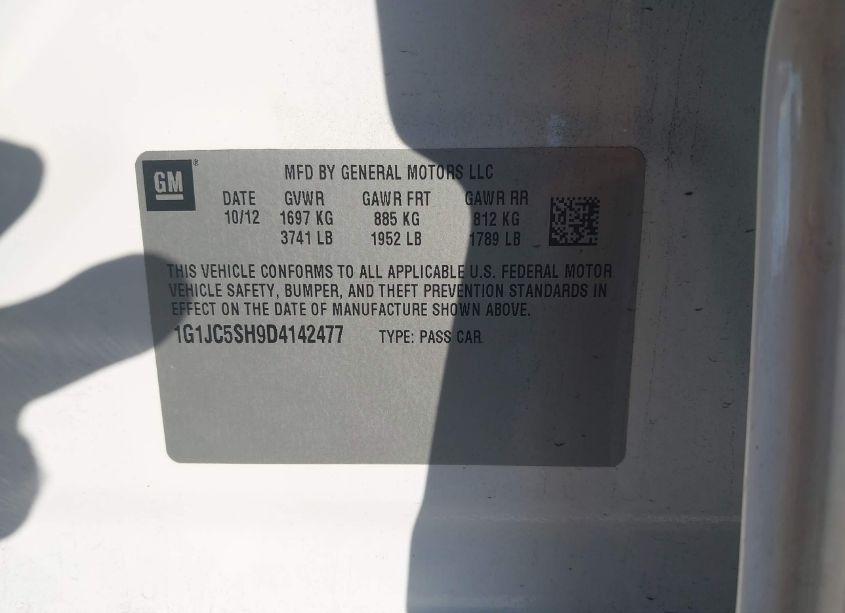 GM ®
MFD BY GENERAL MOTORS LLC
DATE GVWR GAWR FRT GAWR RR
10/12 1697 KG 885 KG 812 KG
3741 LB 1952 LB 1789 LB
THIS VEHICLE CONFORMS TO ALL APPLICABLE U.S. FEDERAL MOTOR
VEHICLE SAFETY, BUMPER, AND THEFT PREVENTION STANDARDS IN
EFFECT ON THE DATE OF MANUFACTURE SHOWN ABOVE.
1G1JC5SH9D4142477 TYPE: PASS CAR